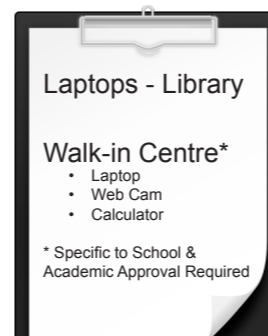 Laptops - Library
Walk-in Centre*
• Laptop
• Web Cam
• Calculator
* Specific to School &
Academic Approval Required